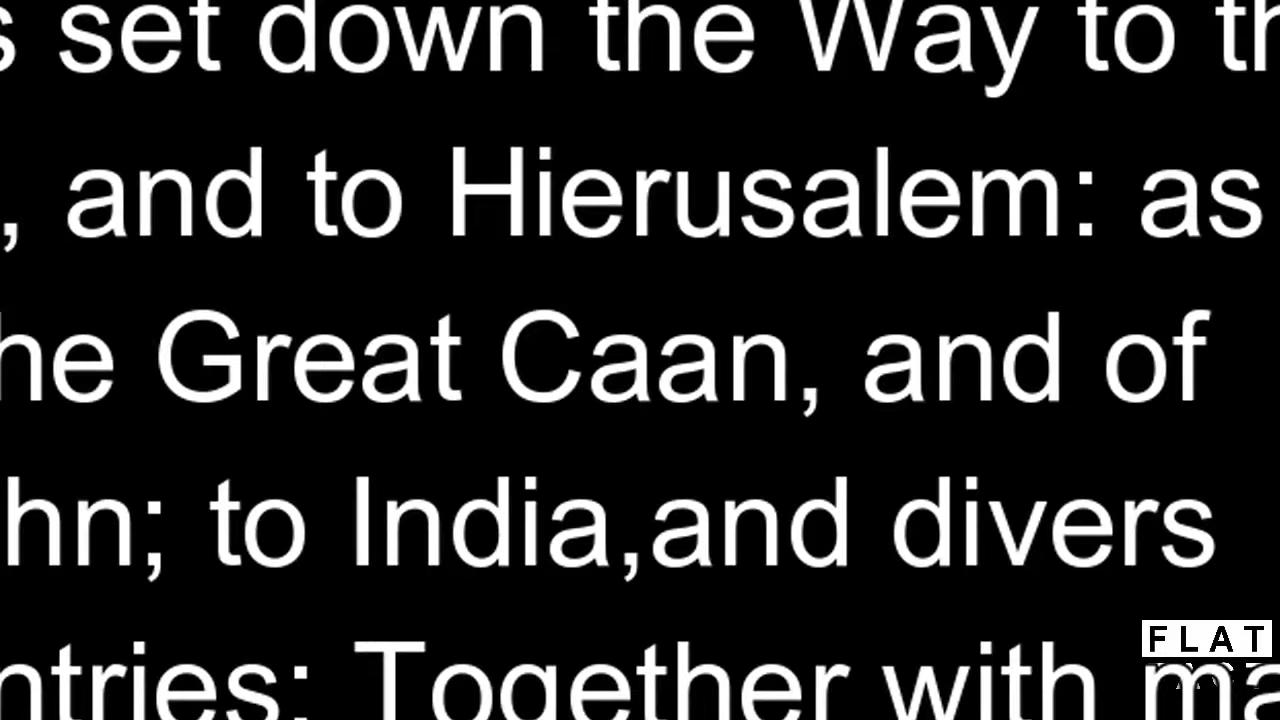 s set down the Way to th
, and to Hierusalem: as
he Great Caan, and of
hn; to India,and divers
ntries: Together with ma
FLAT